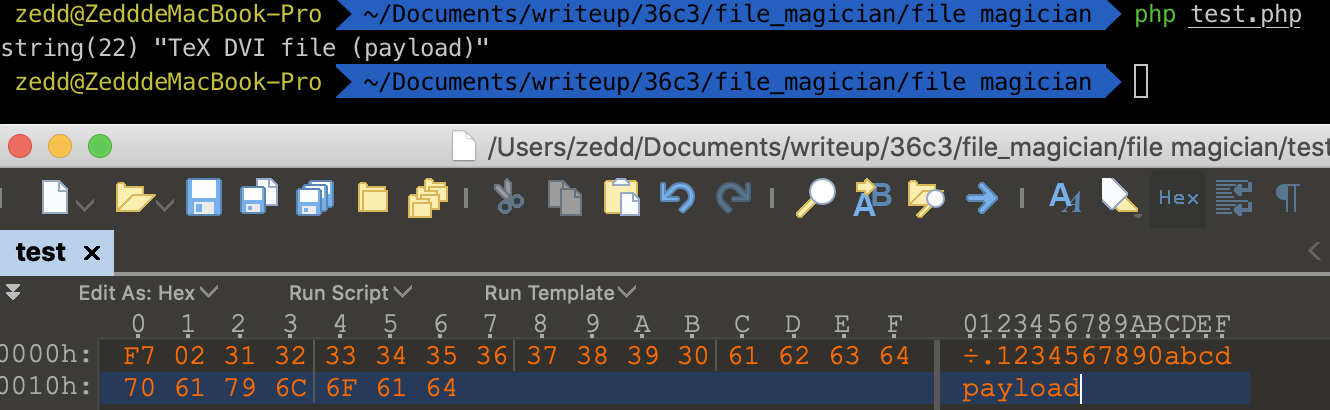 zedd@ZedddeMacBook-Pro ~/Documents/writeup/36c3/file_magician/file magician php test.php
string(22) "TeX DVI file (payload)"
zedd@ZedddeMacBook-Pro ~/Documents/writeup/36c3/file_magician/file magician
/Users/zedd/Documents/writeup/36c3/file_magician/file magician/test
Hex
test ×
Edit As: Hex Run Script Run Template
0 1 2 3 4 5 6 7 8 9 A B C D E F 0123456789ABCDEF
0000h: F7 02 31 32 33 34 35 36 37 38 39 30 61 62 63 64 ÷.1234567890abcd
0010h: 70 61 79 6C 6F 61 64 payload